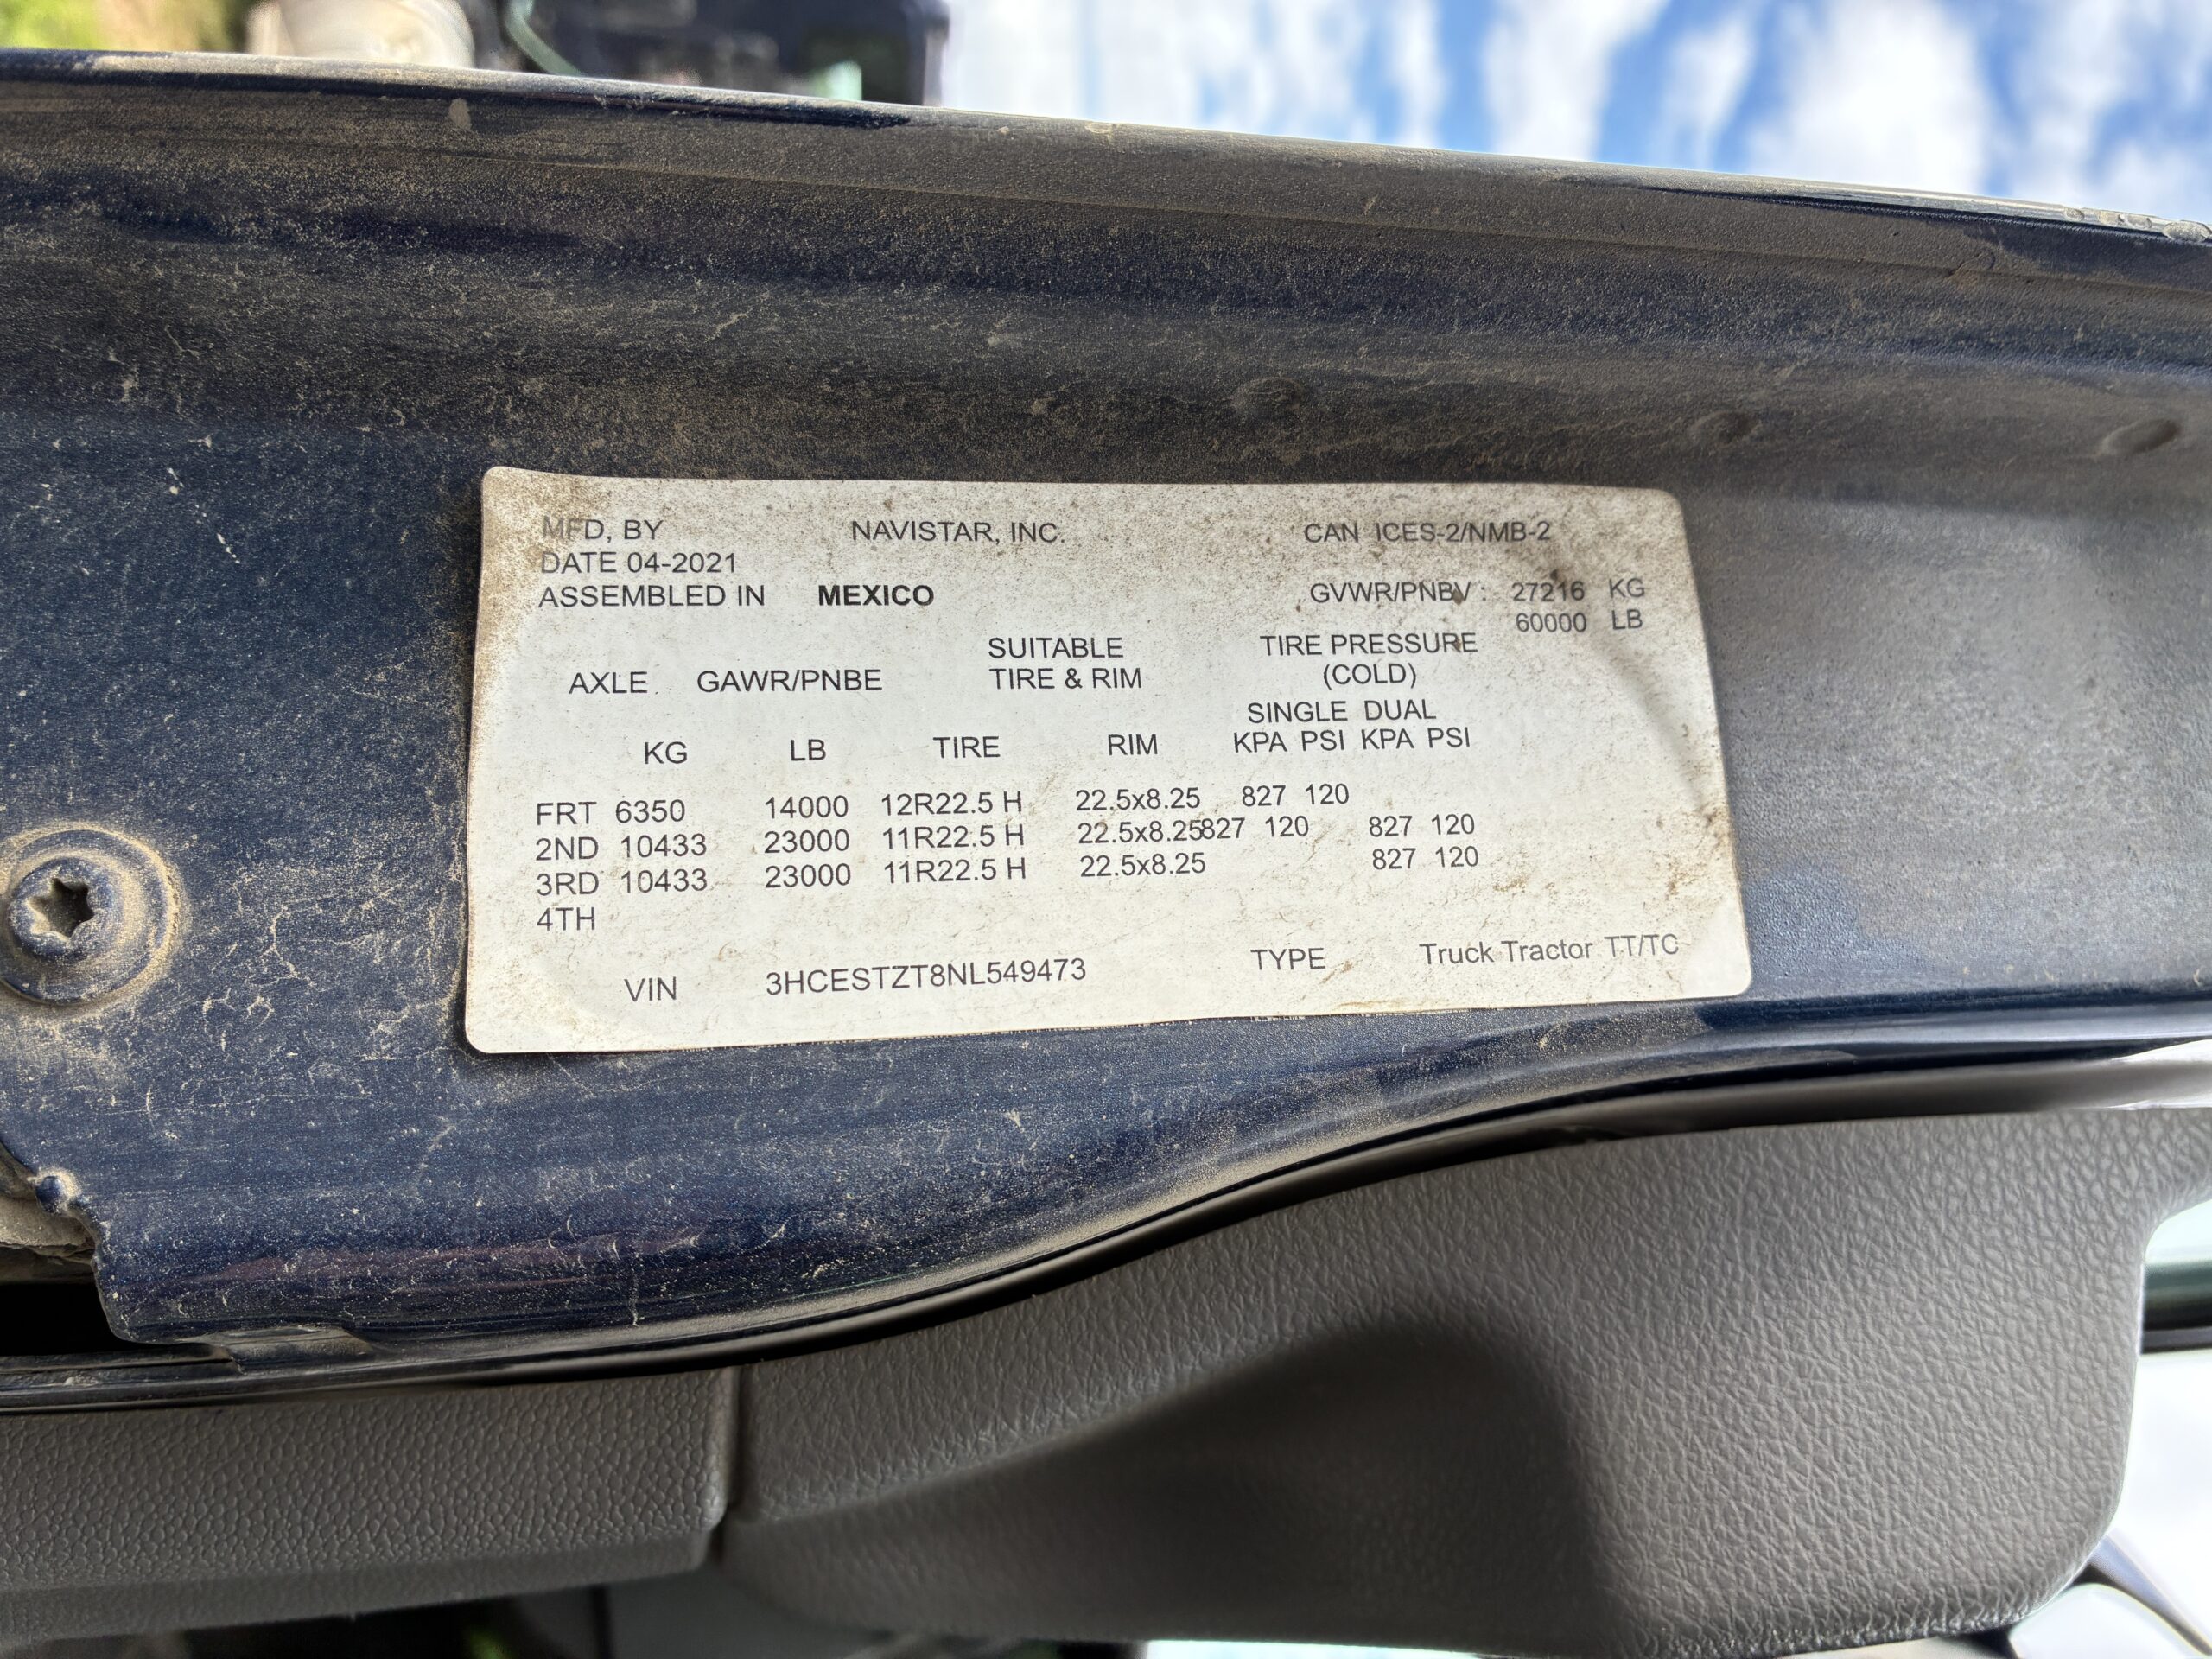 MFD, BY NAVISTAR, INC. CAN ICES-2/NMB-2
DATE 04-2021
ASSEMBLED IN MEXICO GVWR/PNBV : 27216 KG
60000 LB
SUITABLE TIRE PRESSURE
AXLE GAWR/PNBE TIRE & RIM (COLD)
SINGLE DUAL
KG LB TIRE RIM KPA PSI KPA PSI
FRT 6350 14000 12R22.5 H 22.5x8.25 827 120
2ND 10433 23000 11R22.5 H 22.5x8.25827 120 827 120
3RD 10433 23000 11R22.5 H 22.5x8.25 827 120
4TH
VIN 3HCESTZT8NL549473 TYPE Truck Tractor TT/TC